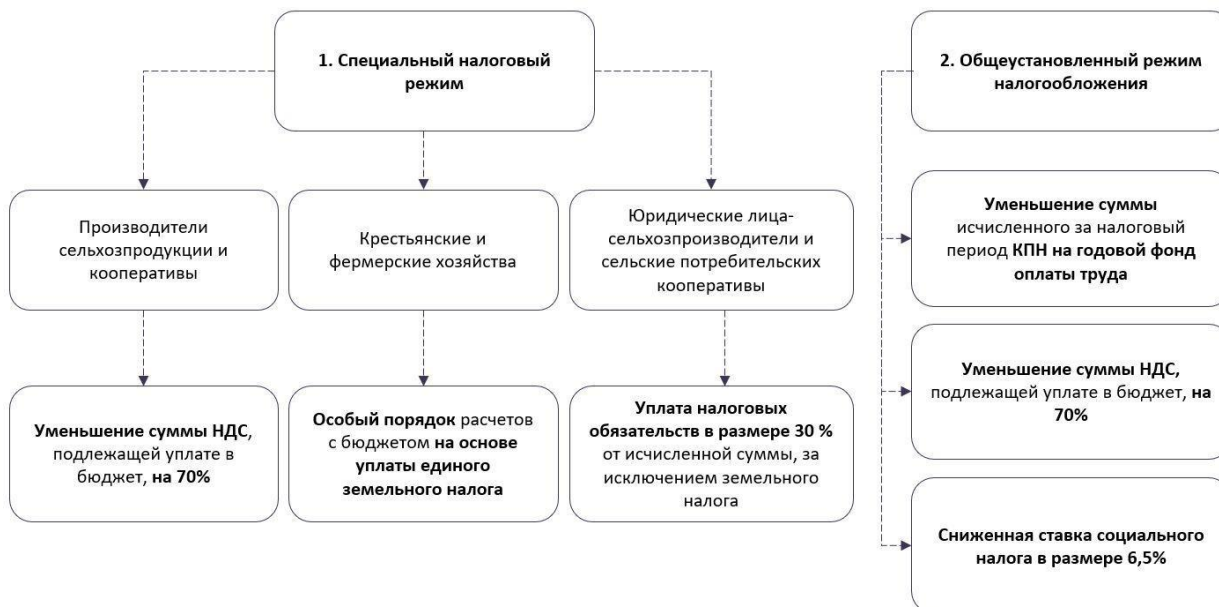 1. Специальный налоговый
режим
2. Общеустановленный режим
налогообложения
Производители
сельхозпродукции и
кооперативы
Крестьянские и
фермерские хозяйства
Юридические лица-
сельхозпроизводители и
сельские потребительских
кооперативы
Уменьшение суммы НДС,
подлежащей уплате в
бюджет, на 70%
Особый порядок расчетов
с бюджетом на основе
уплаты единого
земельного налога
Уплата налоговых
обязательств в размере 30 %
от исчисленной суммы, за
исключением земельного
налога
Уменьшение суммы
исчисленного за налоговый
период КПН на годовой фонд
оплаты труда
Уменьшение суммы НДС,
подлежащей уплате в бюджет, на
70%
Сниженная ставка социального
налога в размере 6,5%